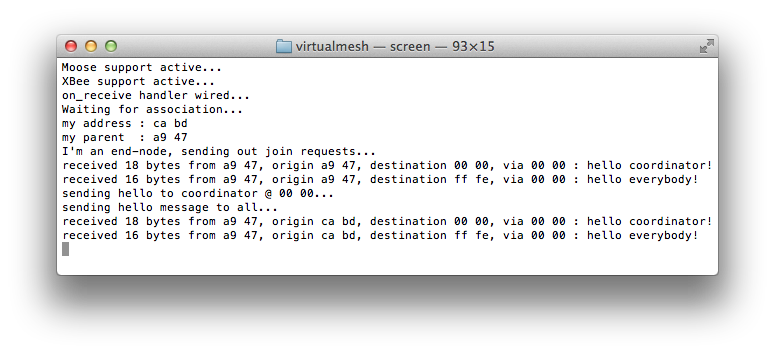 virtualmesh — screen — 93×15
Moose support active...
XBee support active...
on_receive handler wired...
Waiting for association...
my address : ca bd
my parent  : a9 47
I'm an end-node, sending out join requests...
received 18 bytes from a9 47, origin a9 47, destination 00 00, via 00 00 : hello coordinator!
received 16 bytes from a9 47, origin a9 47, destination ff fe, via 00 00 : hello everybody!
sending hello to coordinator @ 00 00...
sending hello message to all...
received 18 bytes from a9 47, origin ca bd, destination 00 00, via 00 00 : hello coordinator!
received 16 bytes from a9 47, origin ca bd, destination ff fe, via 00 00 : hello everybody!